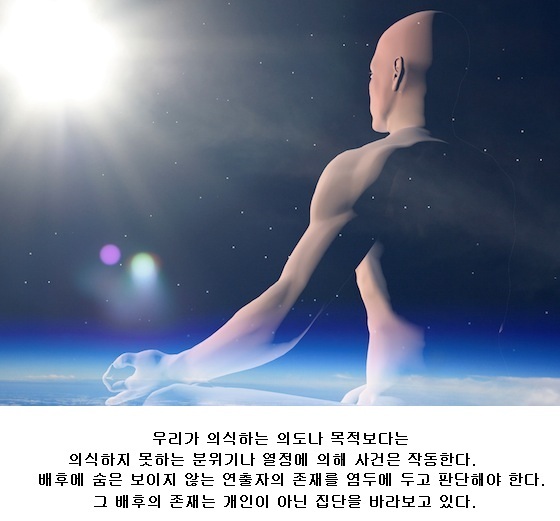 우리가 의식하는 의도나 목적보다는
의식하지 못하는 분위기나 열정에 의해 사건은 작동한다.
배후에 숨은 보이지 않는 연출자의 존재를 염두에 두고 판단해야 한다.
그 배후의 존재는 개인이 아닌 집단을 바라보고 있다.